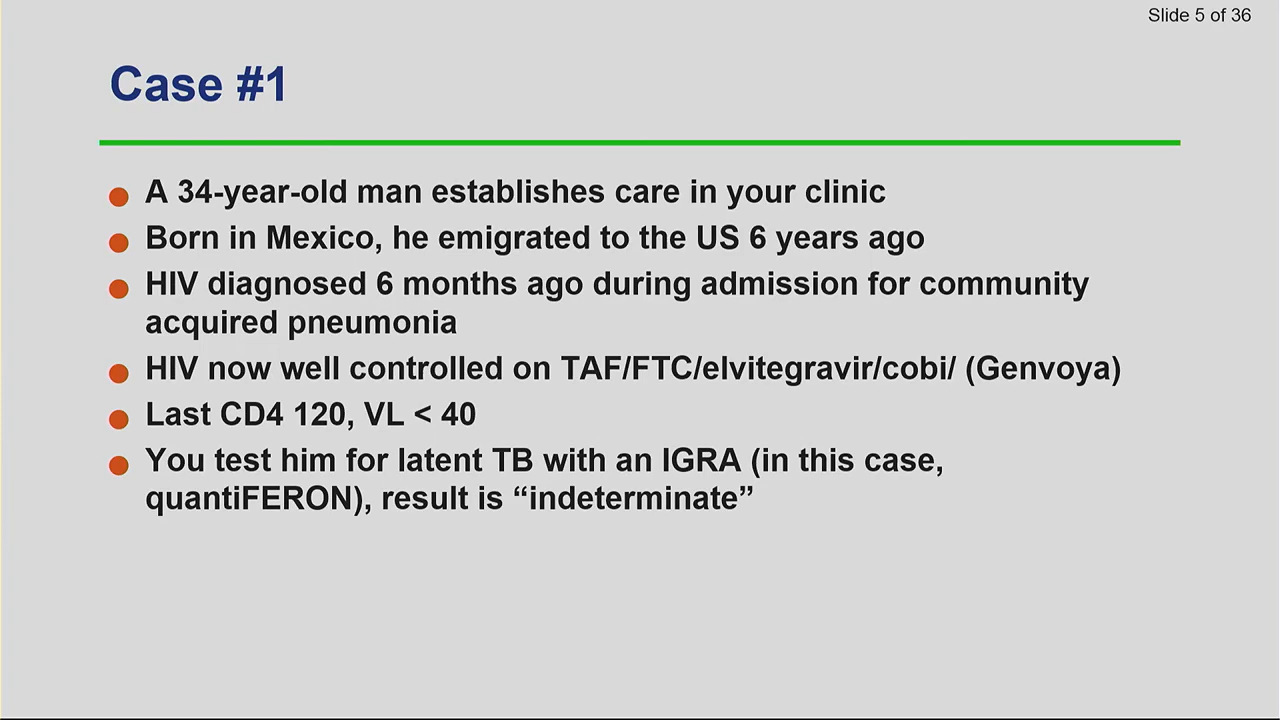 Slide 5 of 36
Case #1
A 34-year-old man establishes care in your clinic
Born in Mexico, he emigrated to the US 6 years ago
HIV diagnosed 6 months ago during admission for community
acquired pneumonia
HIV now well controlled on TAF/FTC/elvitegravir/cobi/ (Genvoya)
Last CD4 120, VL < 40
You test him for latent TB with an IGRA (in this case,
quantiFERON), result is “indeterminate”